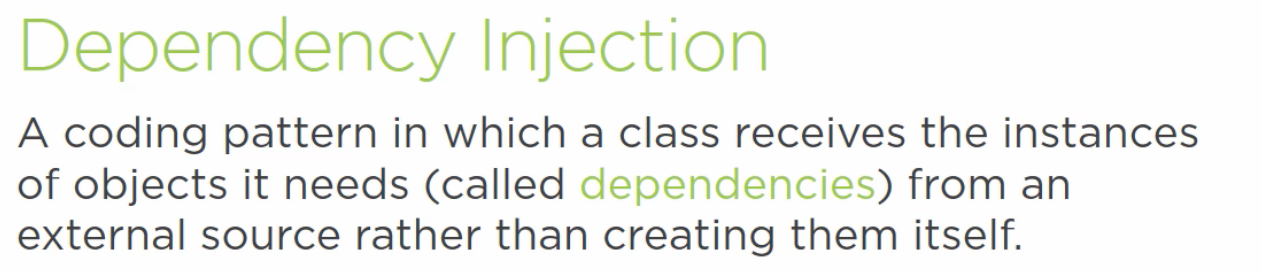 Dependency Injection
A coding pattern in which a class receives the instances
of objects it needs (called dependencies) from an
external source rather than creating them itself.